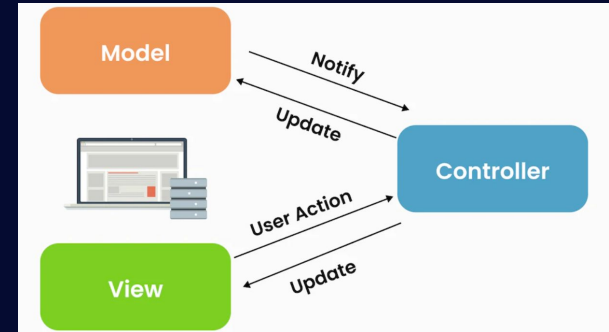 Model
Notify
Update
Controller
User Action
Update
View